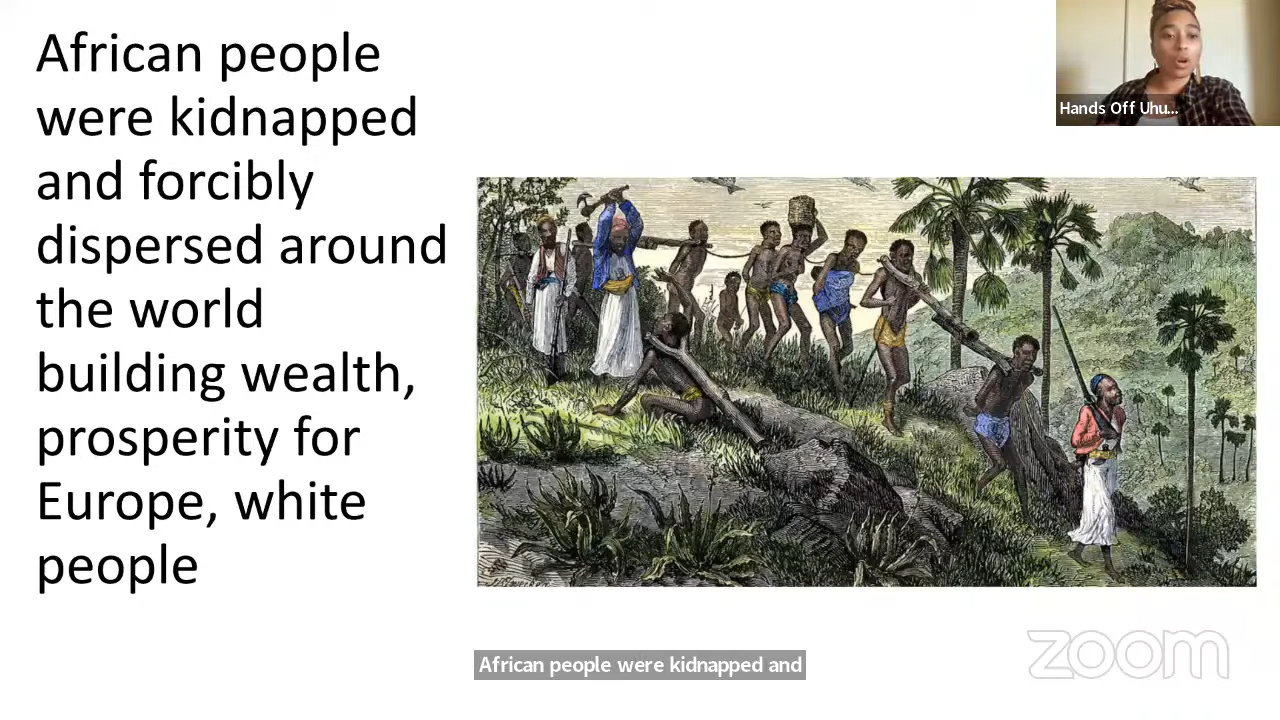 African people
were kidnapped
and forcibly
dispersed around
the world
building wealth,
prosperity for
Europe, white
people
Hands Off Uhu...
African people were kidnapped and
zoom